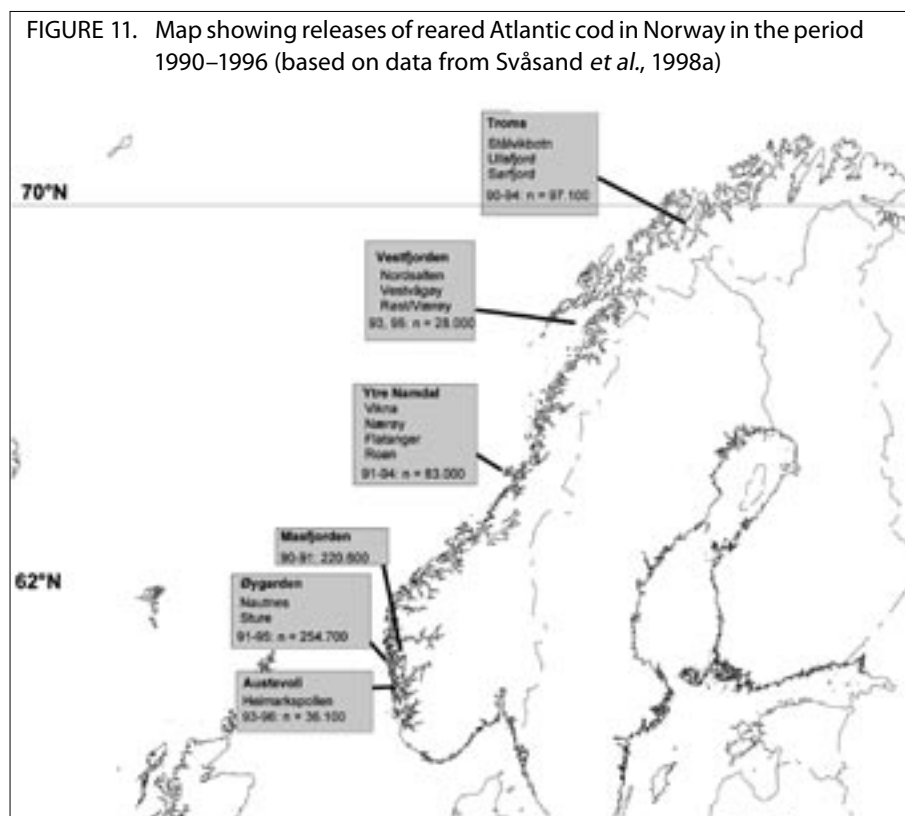 FIGURE 11. Map showing releases of reared Atlantic cod in Norway in the period
1990–1996 (based on data from Svåsand et al., 1998a)
Troms
Stålvikbotn
Ullsfjord
Sørfjord
90-94: n = 97.100
70°N
Vestfjorden
Nordsalten
Vestvågøy
Røst/Værøy
93, 95: n = 28.000
Ytre Namdal
Vikna
Nærøy
Flatanger
Roan
91-94: n = 83.000
Masfjorden
90-91: 220.800
62°N
Øygarden
Nautnes
Sture
91-95: n = 254.700
Austevoll
Heimarkspollen
93-96: n = 36.100